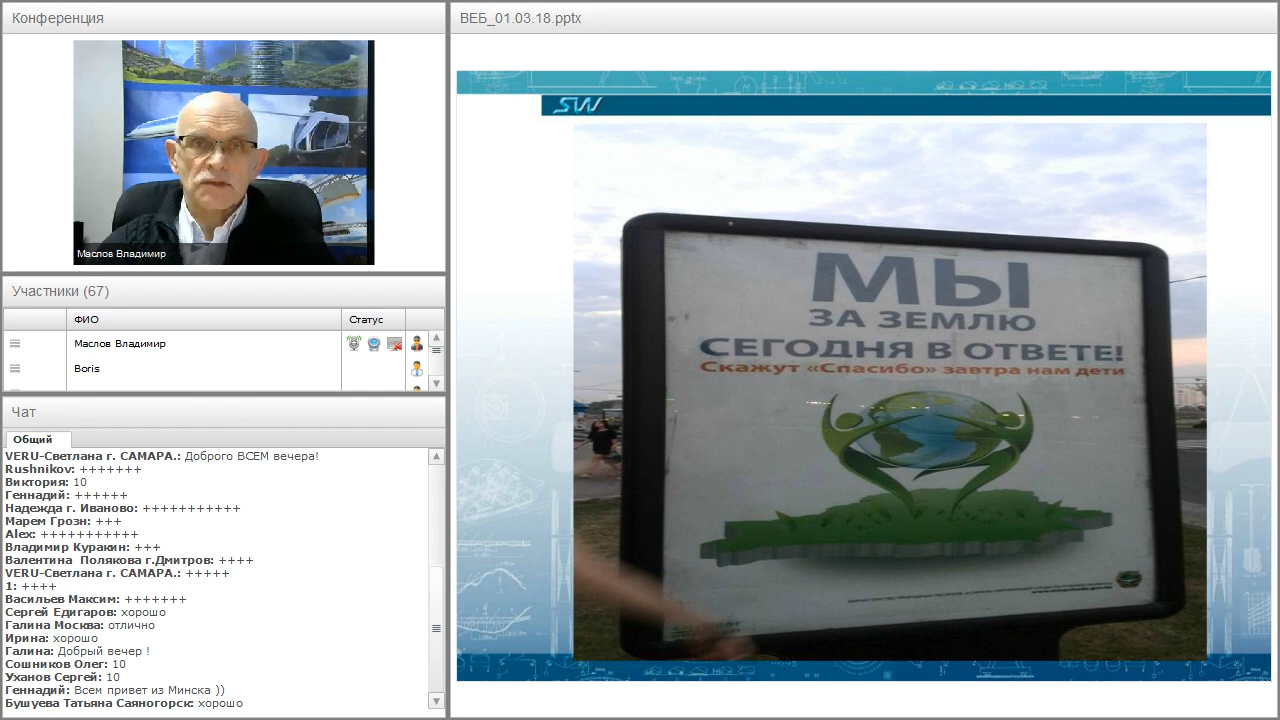 Конференция
Маслов Владимир
Участники (67)
ФИО
Статус
Маслов Владимир
Boris
Чат
Общий
VERU-Светлана г. САМАРА.: Доброго ВСЕМ вечера!
Rushnikov: +++++++
Виктория: 10
Геннадий: ++++++
Надежда г. Иваново: +++++++++++
Марем Грозн: +++
Alex: +++++++++++
Владимир Куракин: +++
Валентина  Полякова г.Дмитров: ++++
VERU-Светлана г. САМАРА.: +++++
1: ++++
Васильев Максим: +++++++
Сергей Едигаров: хорошо
Галина Москва: отлично
Ирина: хорошо
Галина: Добрый вечер !
Сошников Олег: 10
Уханов Сергей: 10
Геннадий: Всем привет из Минска ))
Бушуева Татьяна Саяногорск: хорошо
ВЕБ_01.03.18.pptx
SW
МЫ
ЗА ЗЕМЛЮ
СЕГОДНЯ В ОТВЕТЕ!
Скажут «Спасибо» завтра нам дети